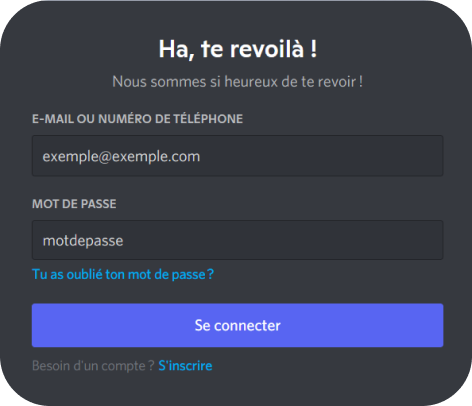 Ha, te revoilà !
Nous sommes si heureux de te revoir !
E-MAIL OU NUMÉRO DE TÉLÉPHONE
exemple@exemple.com
MOT DE PASSE
motdepasse
Tu as oublié ton mot de passe ?
Se connecter
Besoin d'un compte ? S'inscrire